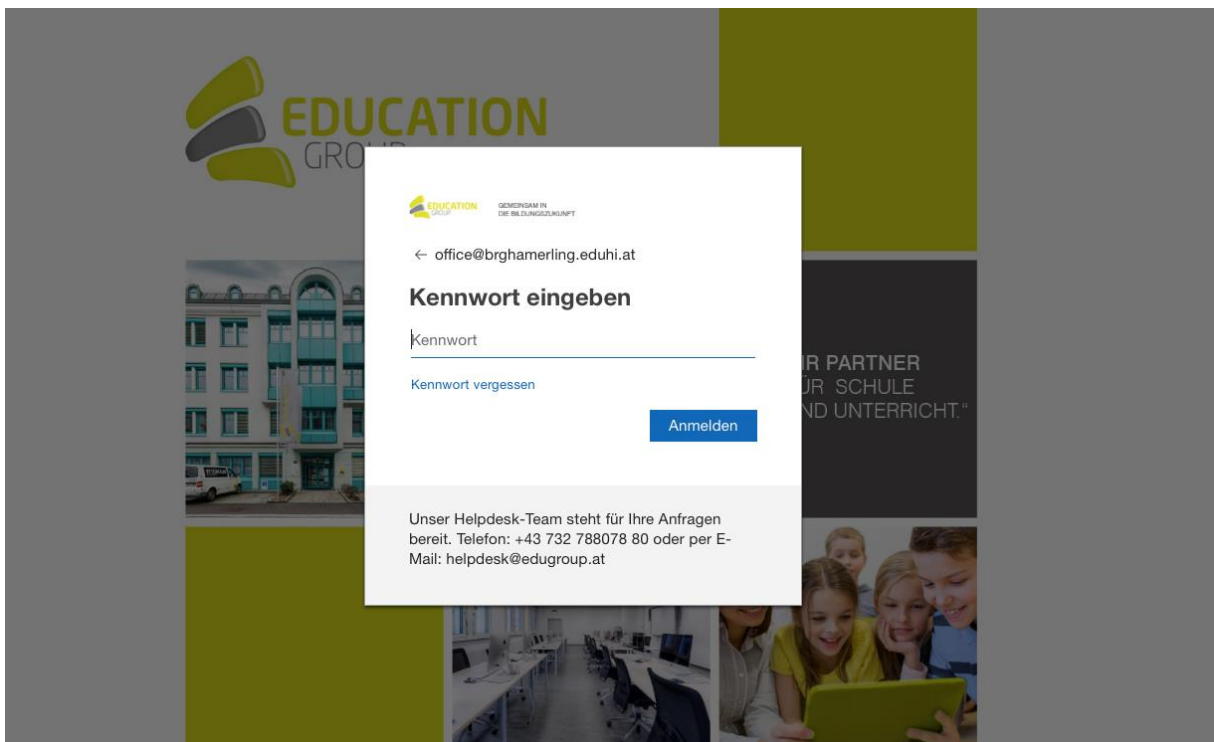 EDUCATION
GRO
EDUCATION
GROUP
GEMEINSAM IN
DIE BILDUNGSZUKUNFT
← office@brghamerling.eduhi.at
Kennwort eingeben
Kennwort
Kennwort vergessen
Anmelden
IR PARTNER
ÜR SCHULE
ND UNTERRICHT."
Unser Helpdesk-Team steht für Ihre Anfragen
bereit. Telefon: +43 732 788078 80 oder per E-
Mail: helpdesk@edugroup.at